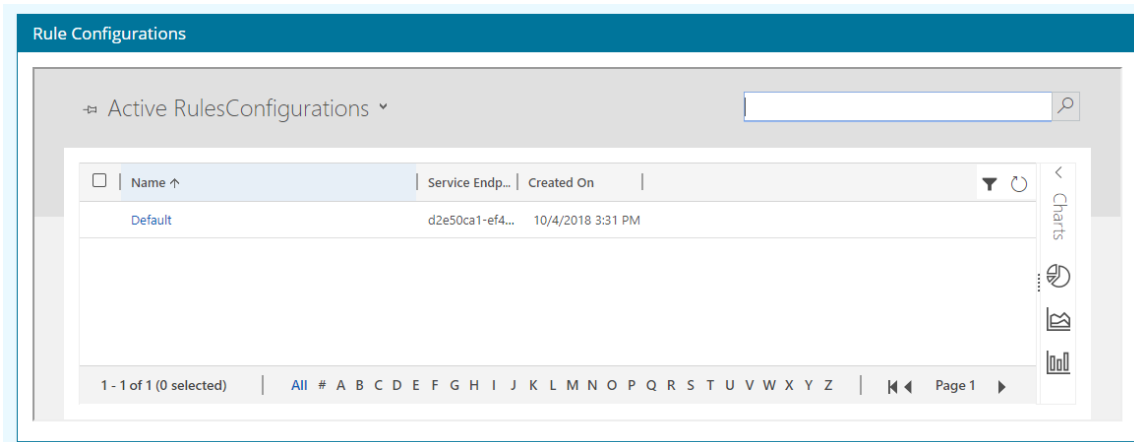 Rule Configurations
Active RulesConfigurations
Name ↑ Service Endp... Created On
Default d2e50ca1-ef4... 10/4/2018 3:31 PM
Charts
1 - 1 of 1 (0 selected) All # A B C D E F G H I J K L M N O P Q R S T U V W X Y Z Page 1